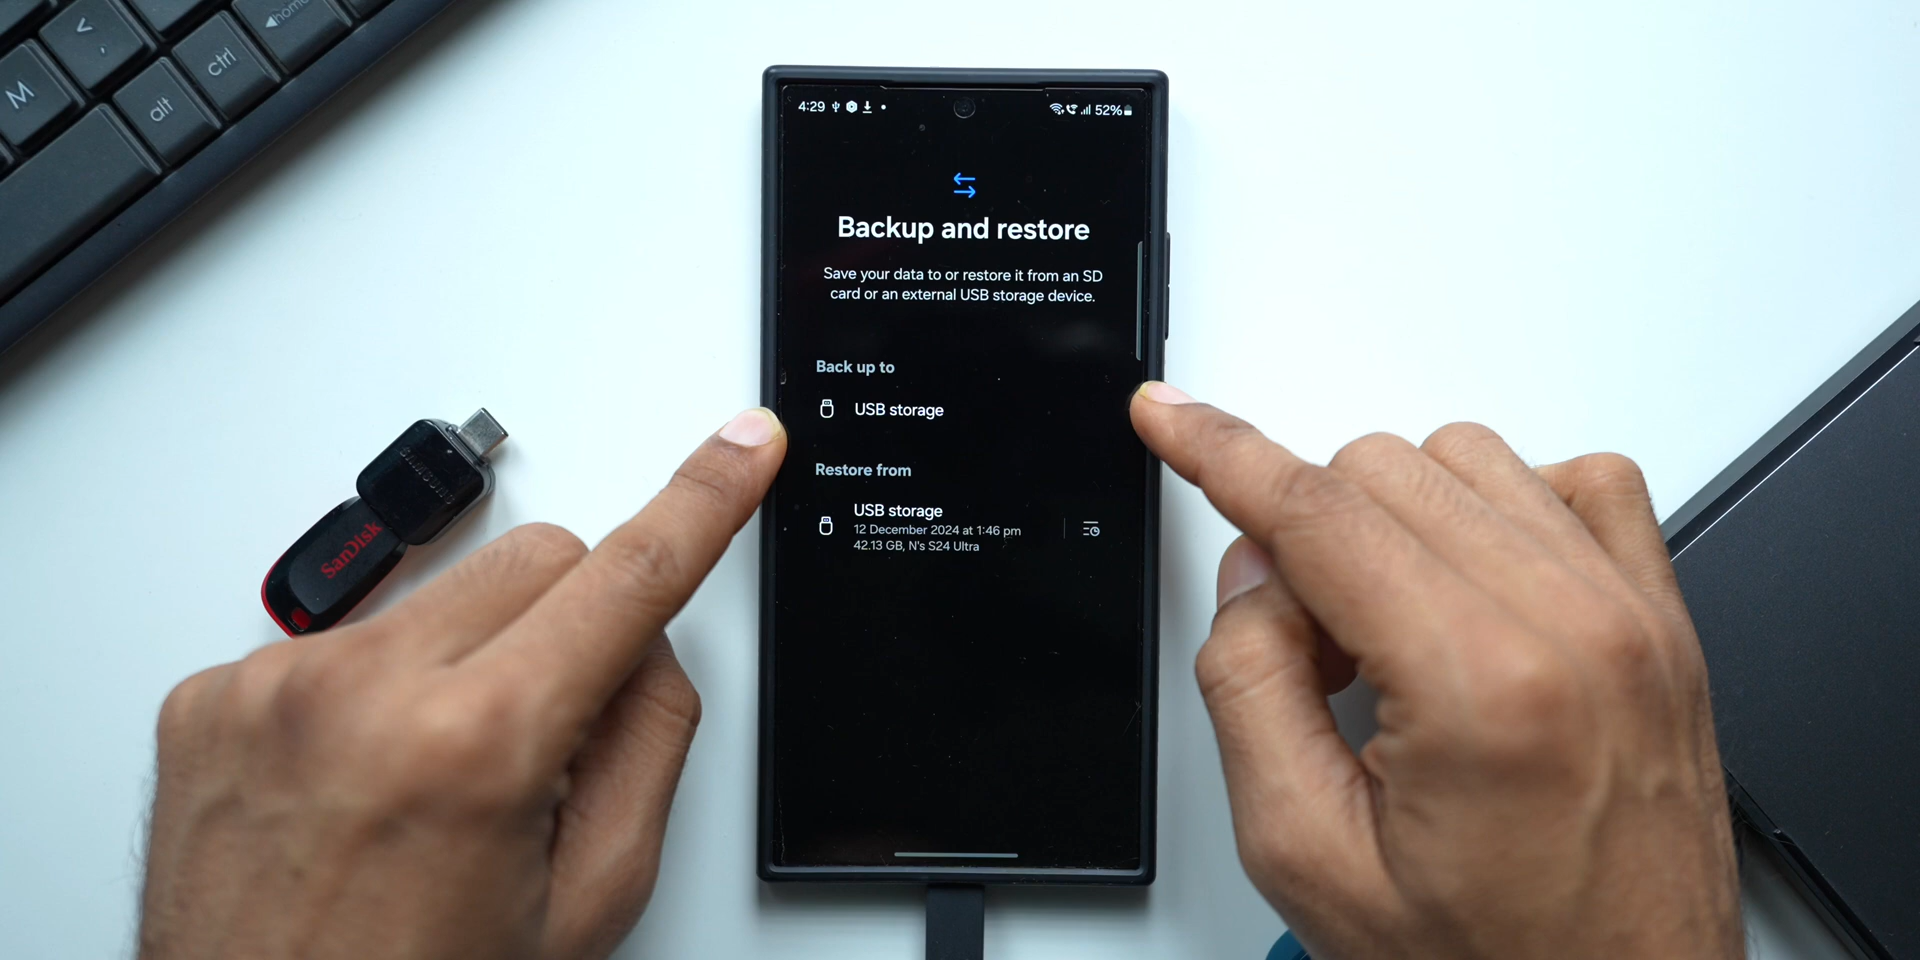 <
,
M
alt
ctrl
◀home
4:29
52%
Backup and restore
Save your data to or restore it from an SD
card or an external USB storage device.
Back up to
USB storage
Restore from
USB storage
12 December 2024 at 1:46 pm
42.13 GB, N's S24 Ultra
SAMSUNG
SanDisk